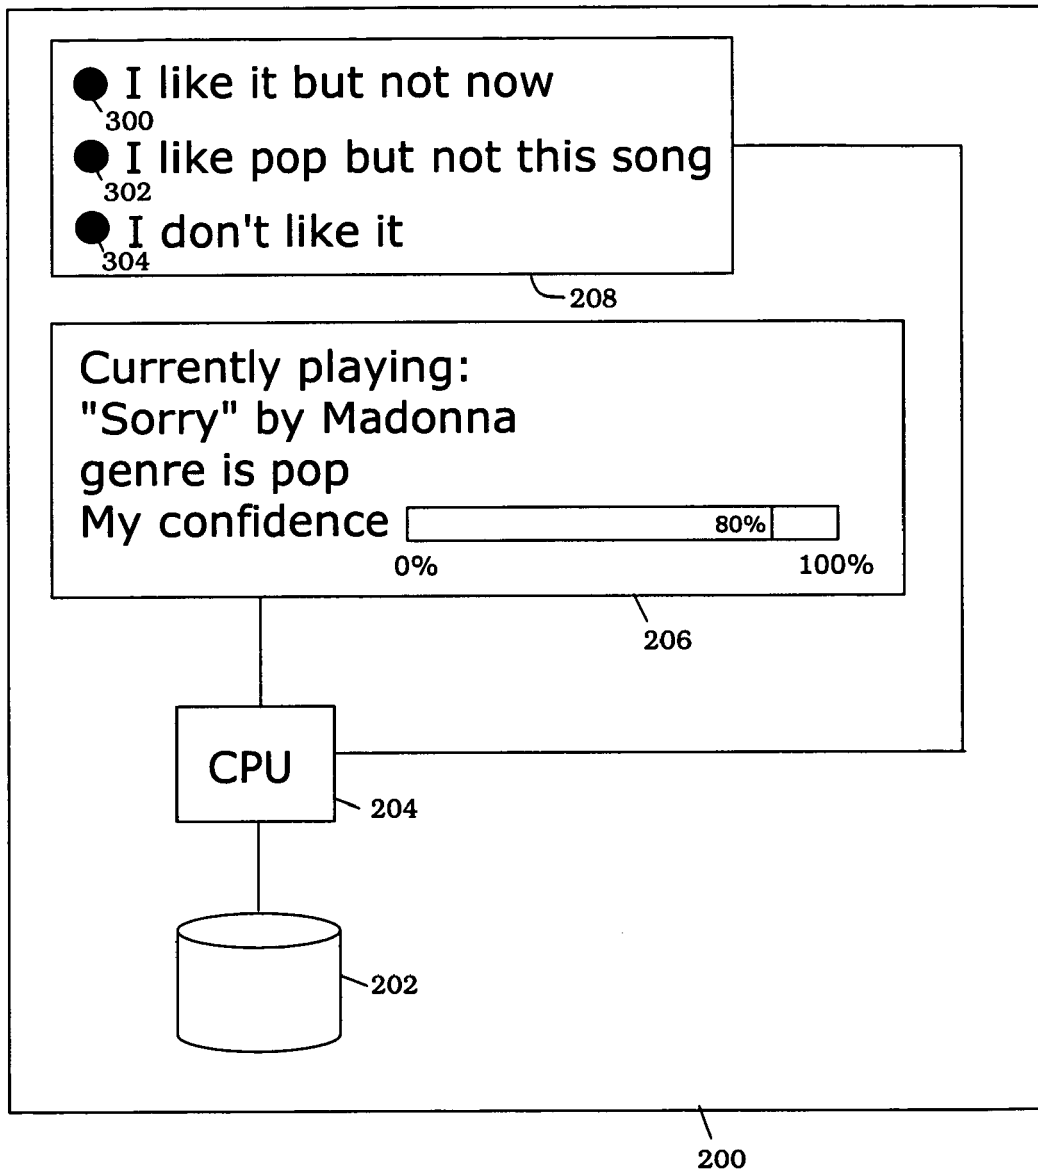 I like it but not now
300
I like pop but not this song
302
I don't like it
304
208
Currently playing:
"Sorry" by Madonna
genre is pop
My confidence 80%
0% 100%
206
CPU
204
202
200